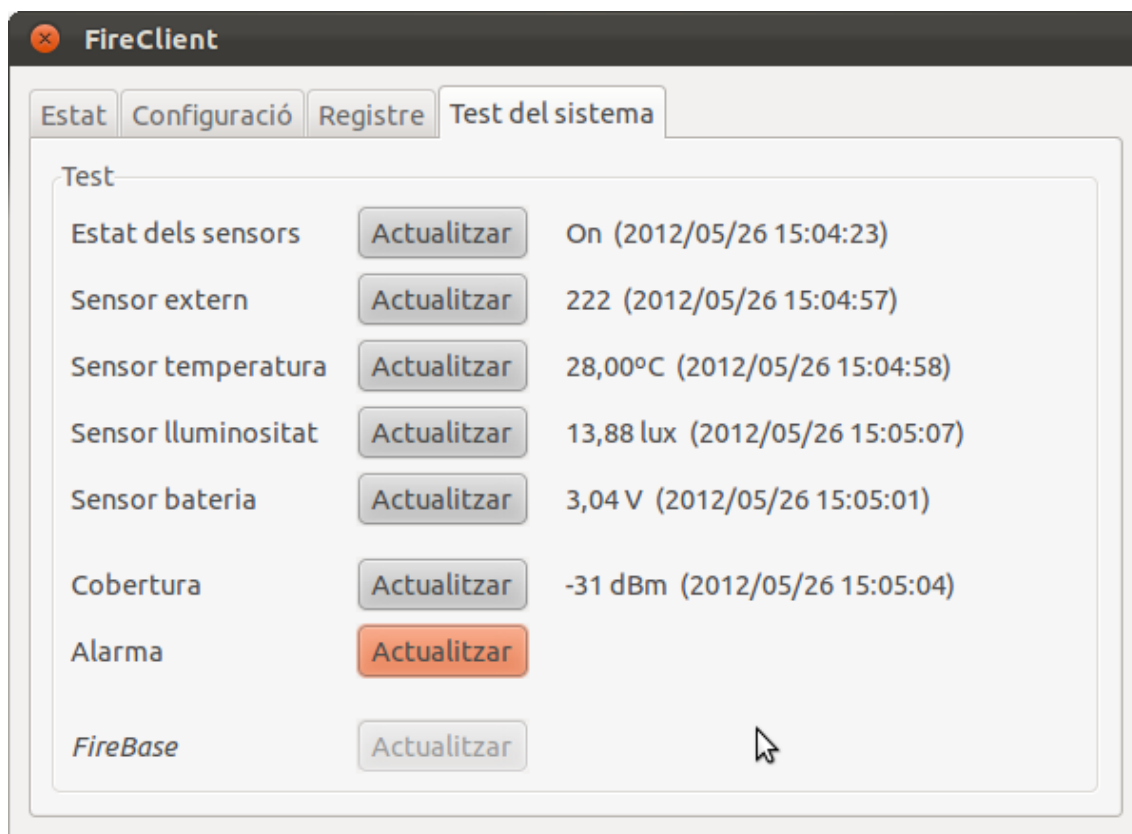 FireClient
Estat Configuració Registre Test del sistema
Test
Estat dels sensors Actualitzar On (2012/05/26 15:04:23)
Sensor extern Actualitzar 222 (2012/05/26 15:04:57)
Sensor temperatura Actualitzar 28,00ºC (2012/05/26 15:04:58)
Sensor lluminositat Actualitzar 13,88 lux (2012/05/26 15:05:07)
Sensor bateria Actualitzar 3,04 V (2012/05/26 15:05:01)
Cobertura Actualitzar -31 dBm (2012/05/26 15:05:04)
Alarma Actualitzar
FireBase Actualitzar